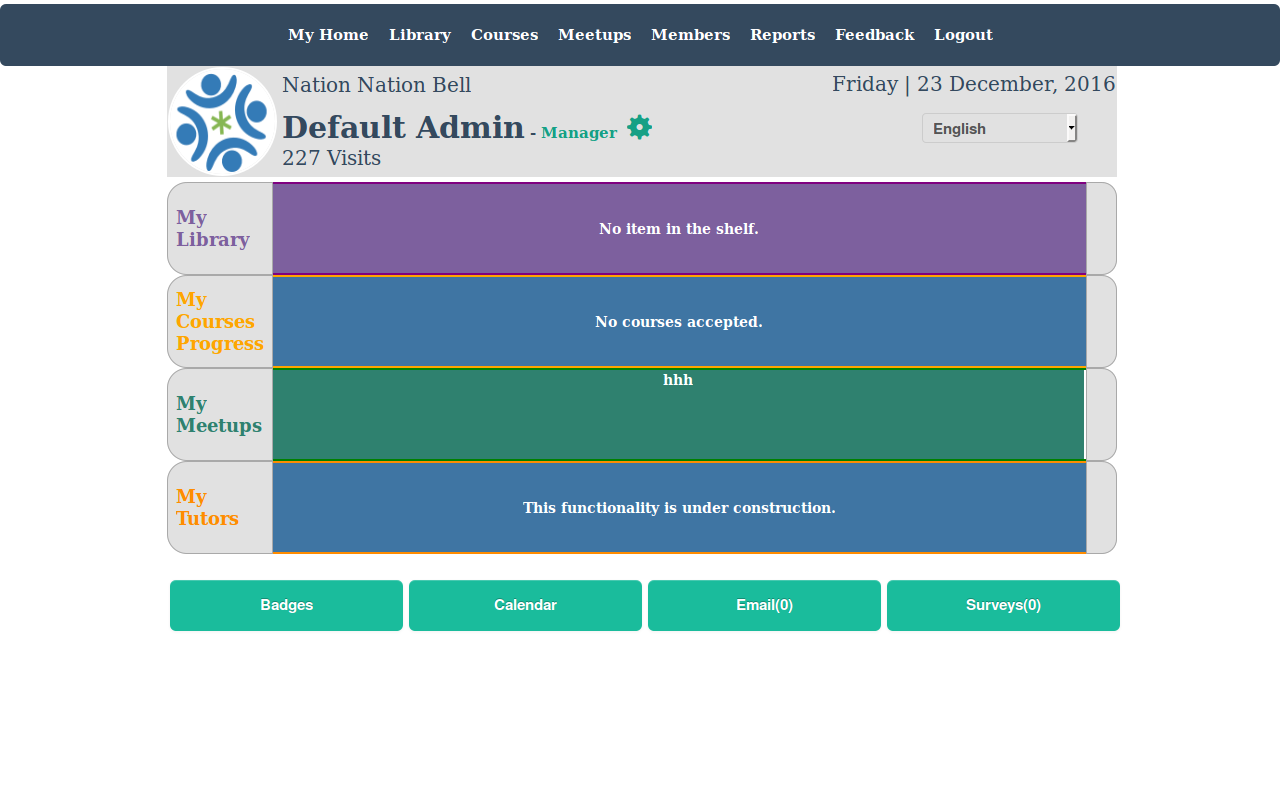 My Home Library Courses Meetups Members Reports Feedback Logout
Nation Nation Bell
Friday | 23 December, 2016
Default Admin - Manager
English
227 Visits
My
Library
No item in the shelf.
My
Courses
Progress
No courses accepted.
My
Meetups
hhh
My
Tutors
This functionality is under construction.
Badges Calendar Email(0) Surveys(0)